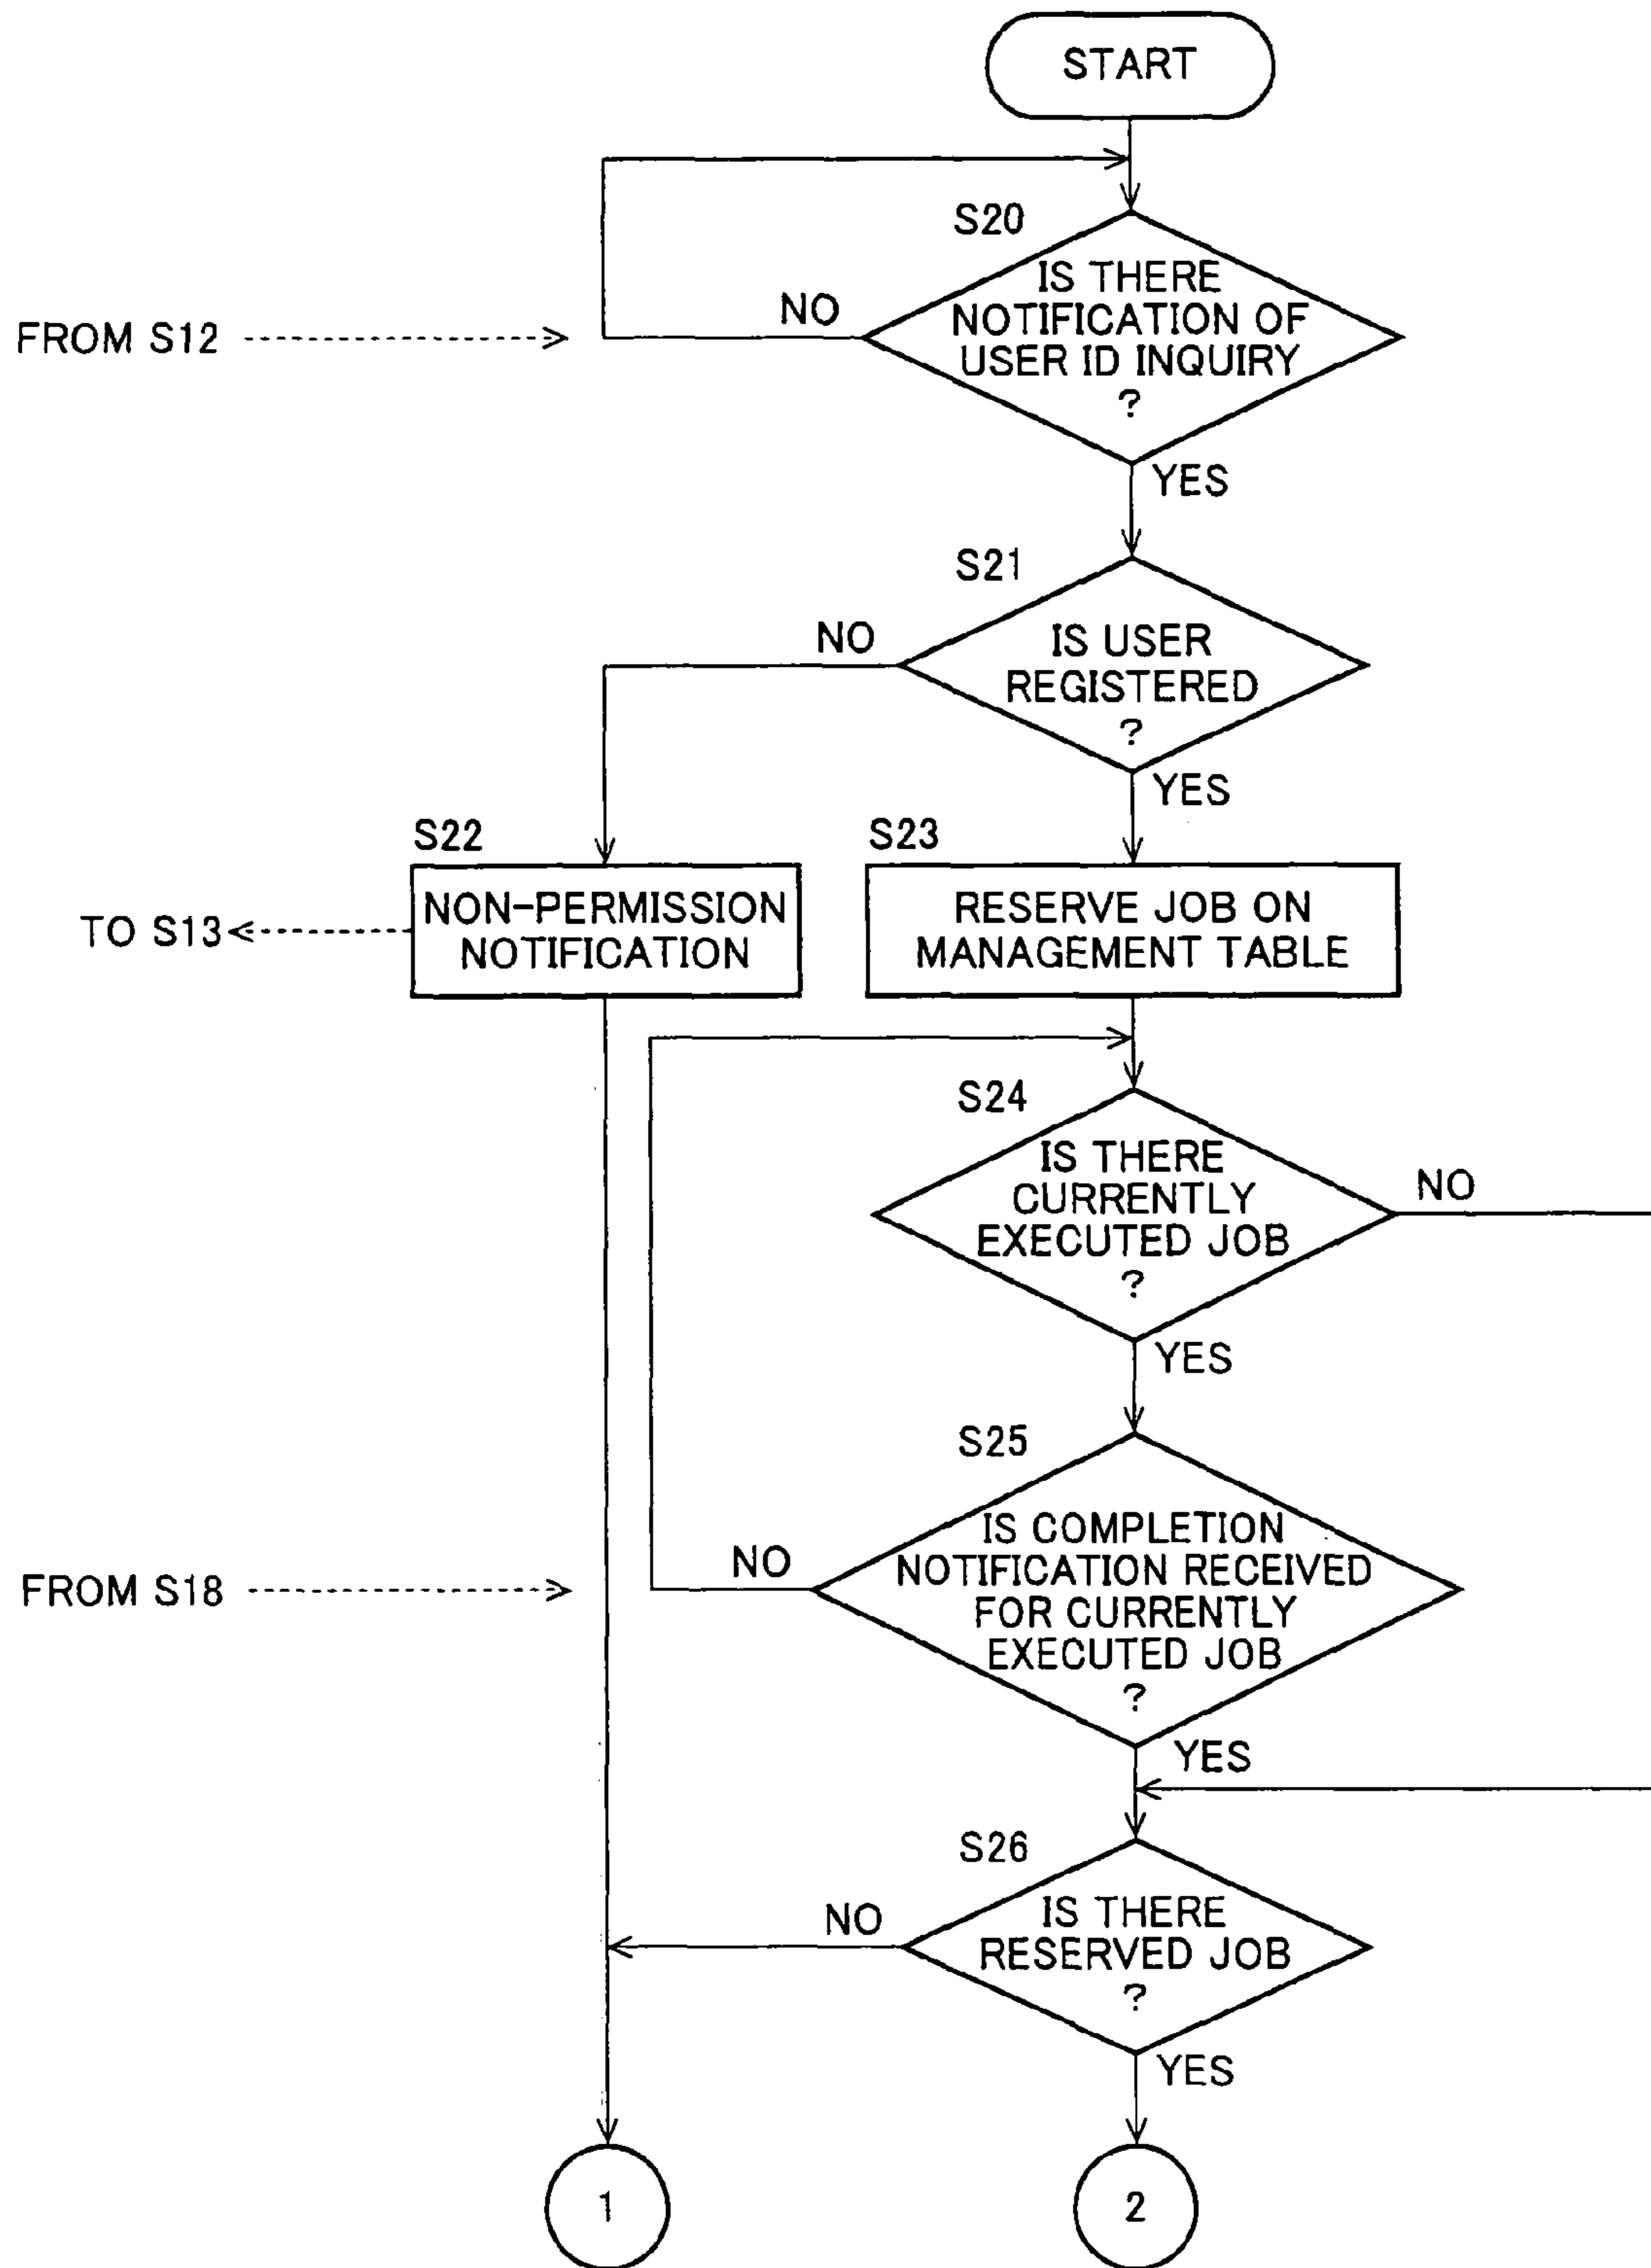 START
S20
IS THERE
NOTIFICATION OF
USER ID INQUIRY
?
NO
FROM S12
YES
S21
IS USER
REGISTERED
?
NO
YES
S22
NON-PERMISSION
NOTIFICATION
TO S13
S23
RESERVE JOB ON
MANAGEMENT TABLE
S24
IS THERE
CURRENTLY
EXECUTED JOB
?
NO
YES
S25
IS COMPLETION
NOTIFICATION RECEIVED
FOR CURRENTLY
EXECUTED JOB
?
NO
FROM S18
YES
S26
IS THERE
RESERVED JOB
?
NO
YES
1
2